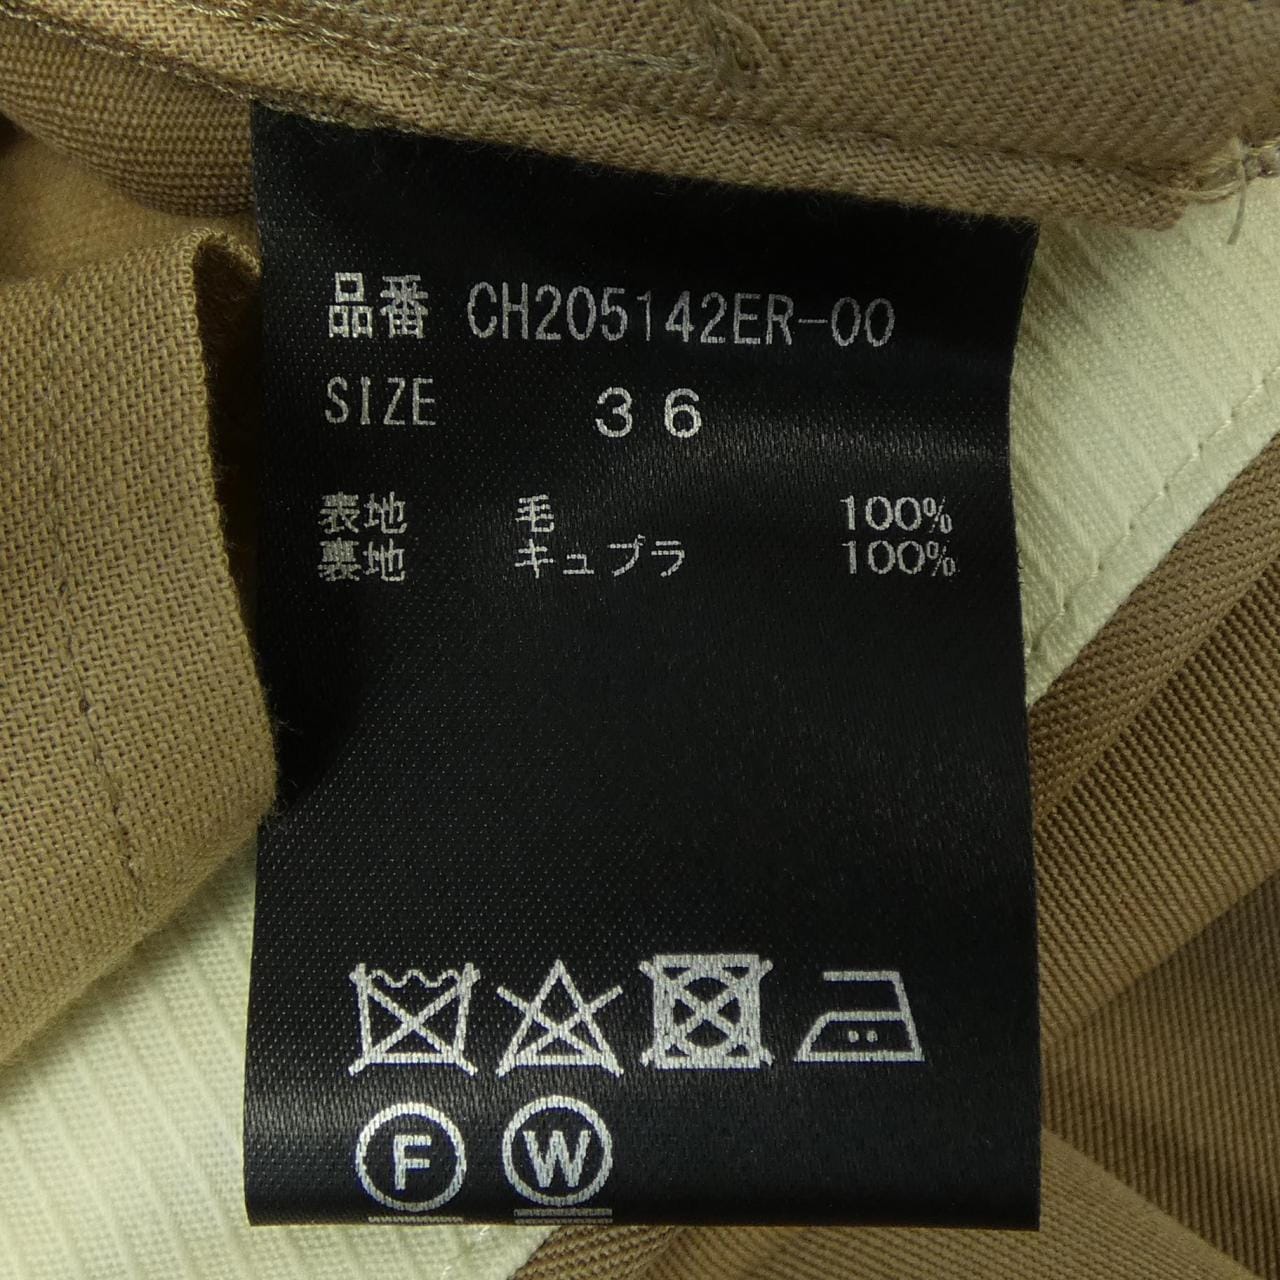 品番 CH205142ER-00
SIZE 36
表地 毛 100%
裏地 キュプラ 100%
F W